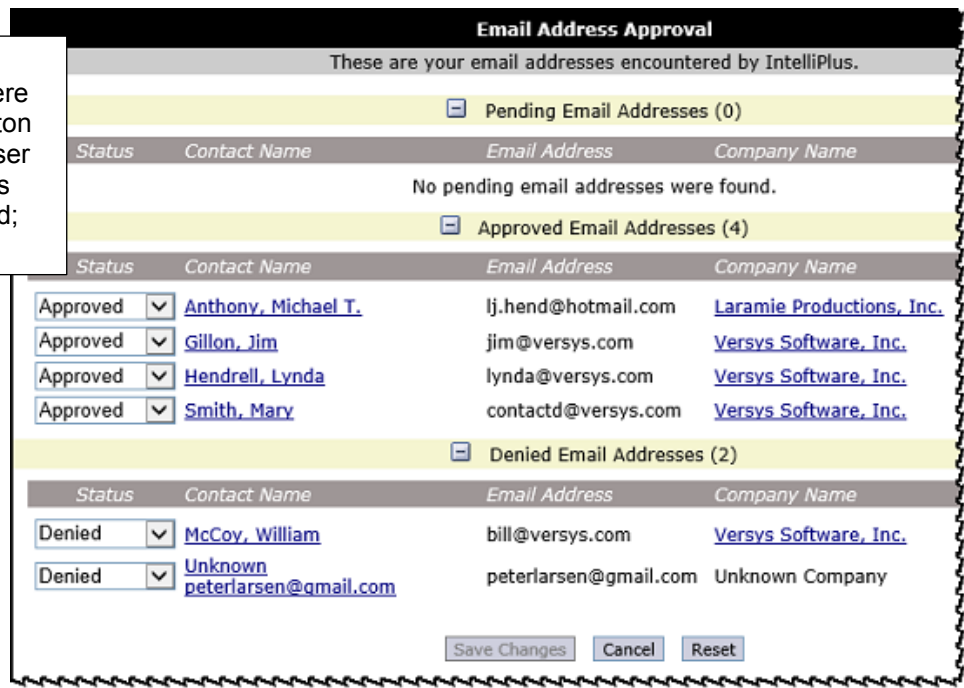 Email Address Approval
These are your email addresses encountered by IntelliPlus.
Pending Email Addresses (0)
Status Contact Name Email Address Company Name
No pending email addresses were found.
Approved Email Addresses (4)
Status Contact Name Email Address Company Name
Approved Anthony, Michael T. lj.hend@hotmail.com Laramie Productions, Inc.
Approved Gillon, Jim jim@versys.com Versys Software, Inc.
Approved Hendrell, Lynda lynda@versys.com Versys Software, Inc.
Approved Smith, Mary contactd@versys.com Versys Software, Inc.
Denied Email Addresses (2)
Status Contact Name Email Address Company Name
Denied McCoy, William bill@versys.com Versys Software, Inc.
Denied Unknown peterlarsen@gmail.com peterlarsen@gmail.com Unknown Company
Save Changes Cancel Reset